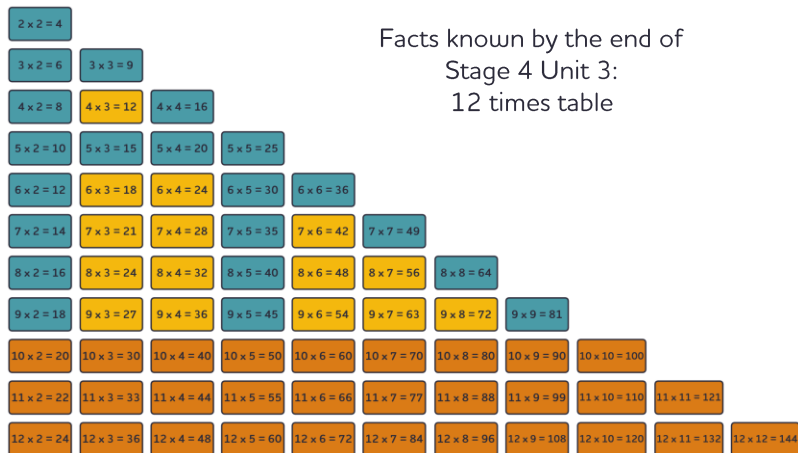 Facts known by the end of
Stage 4 Unit 3:
12 times table
2 x 2 = 4
3 x 2 = 6 3 x 3 = 9
4 x 2 = 8 4 x 3 = 12 4 x 4 = 16
5 x 2 = 10 5 x 3 = 15 5 x 4 = 20 5 x 5 = 25
6 x 2 = 12 6 x 3 = 18 6 x 4 = 24 6 x 5 = 30 6 x 6 = 36
7 x 2 = 14 7 x 3 = 21 7 x 4 = 28 7 x 5 = 35 7 x 6 = 42 7 x 7 = 49
8 x 2 = 16 8 x 3 = 24 8 x 4 = 32 8 x 5 = 40 8 x 6 = 48 8 x 7 = 56 8 x 8 = 64
9 x 2 = 18 9 x 3 = 27 9 x 4 = 36 9 x 5 = 45 9 x 6 = 54 9 x 7 = 63 9 x 8 = 72 9 x 9 = 81
10 x 2 = 20 10 x 3 = 30 10 x 4 = 40 10 x 5 = 50 10 x 6 = 60 10 x 7 = 70 10 x 8 = 80 10 x 9 = 90 10 x 10 = 100
11 x 2 = 22 11 x 3 = 33 11 x 4 = 44 11 x 5 = 55 11 x 6 = 66 11 x 7 = 77 11 x 8 = 88 11 x 9 = 99 11 x 10 = 110 11 x 11 = 121
12 x 2 = 24 12 x 3 = 36 12 x 4 = 48 12 x 5 = 60 12 x 6 = 72 12 x 7 = 84 12 x 8 = 96 12 x 9 = 108 12 x 10 = 120 12 x 11 = 132 12 x 12 = 144